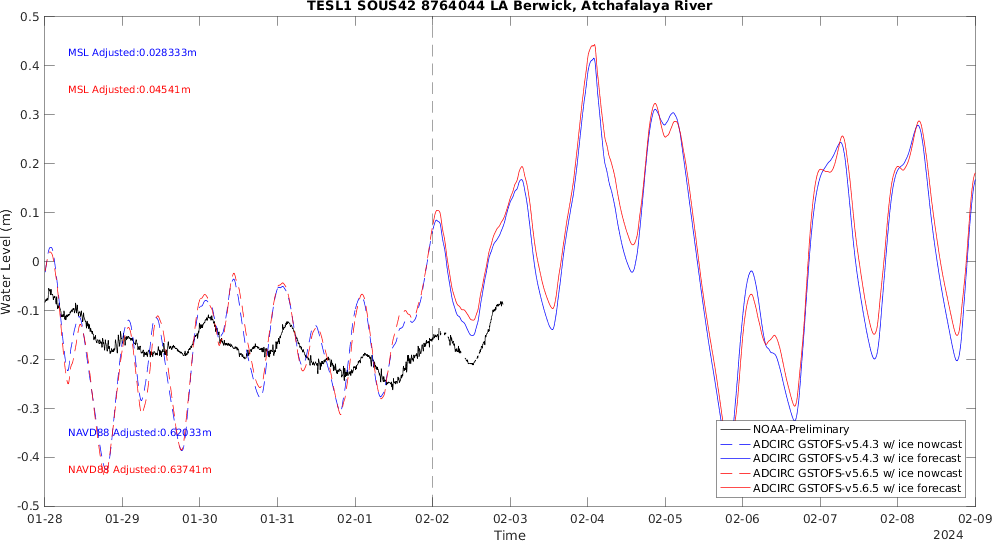 TESL1 SOUS42 8764044 LA Berwick, Atchafalaya River
0.5
0.4
0.3
0.2
0.1
0
-0.1
-0.2
-0.3
-0.4
-0.5
Water Level (m)
MSL Adjusted:0.028333m
MSL Adjusted:0.04541m
NAVD88 Adjusted:0.62033m
NAVD88 Adjusted:0.63741m
NOAA-Preliminary
ADCIRC GSTOFS-v5.4.3 w/ ice nowcast
ADCIRC GSTOFS-v5.4.3 w/ ice forecast
ADCIRC GSTOFS-v5.6.5 w/ ice nowcast
ADCIRC GSTOFS-v5.6.5 w/ ice forecast
01-28 01-29 01-30 01-31 02-01 02-02 02-03 02-04 02-05 02-06 02-07 02-08 02-09
Time
2024